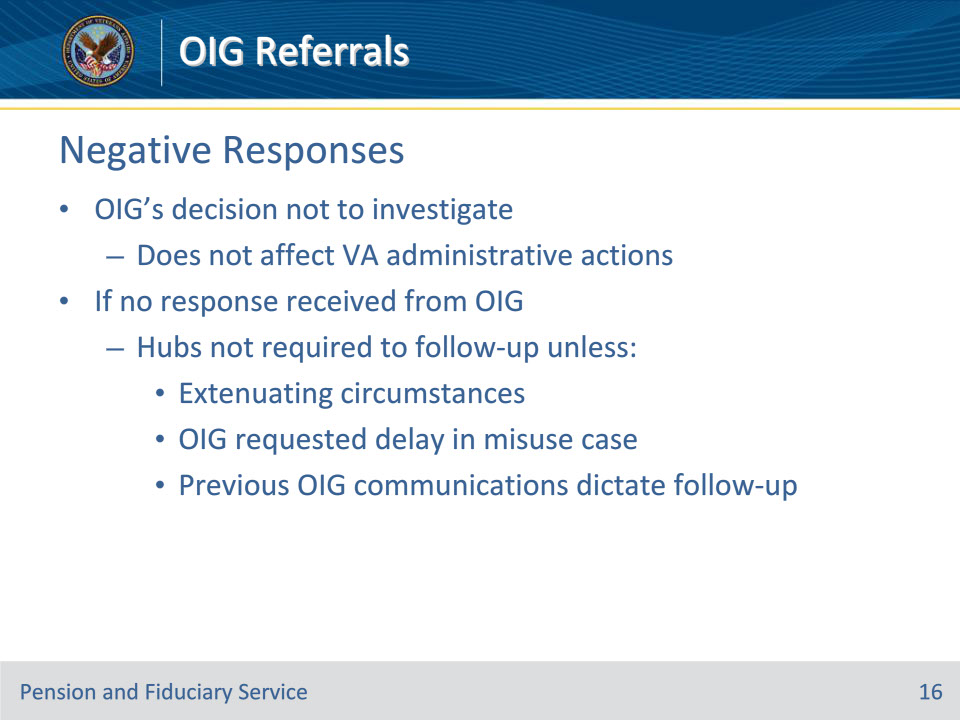 OIG Referrals
Negative Responses
• OIG’s decision not to investigate
– Does not affect VA administrative actions
• If no response received from OIG
– Hubs not required to follow-up unless:
• Extenuating circumstances
• OIG requested delay in misuse case
• Previous OIG communications dictate follow-up
Pension and Fiduciary Service
16